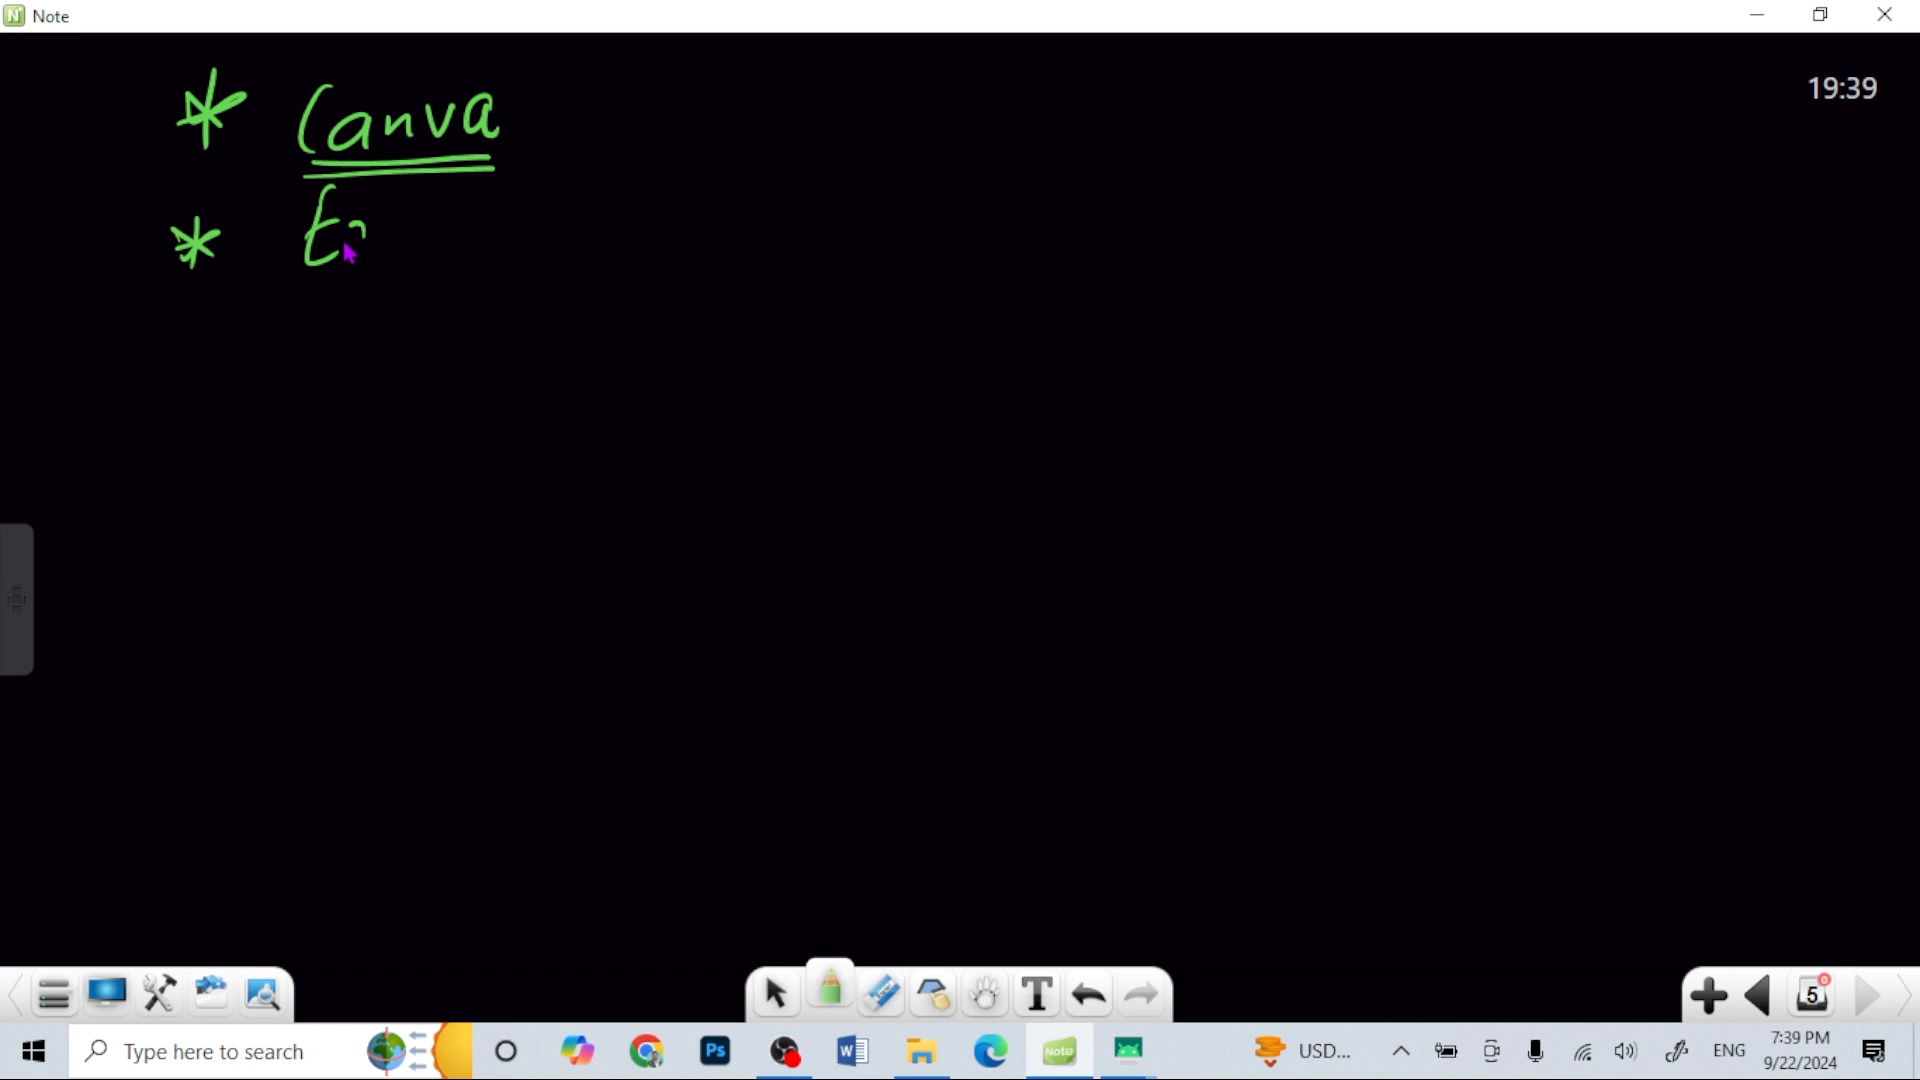 Note
19:39
* Canva
*
5
Type here to search
USD...
ENG
7:39 PM
9/22/2024